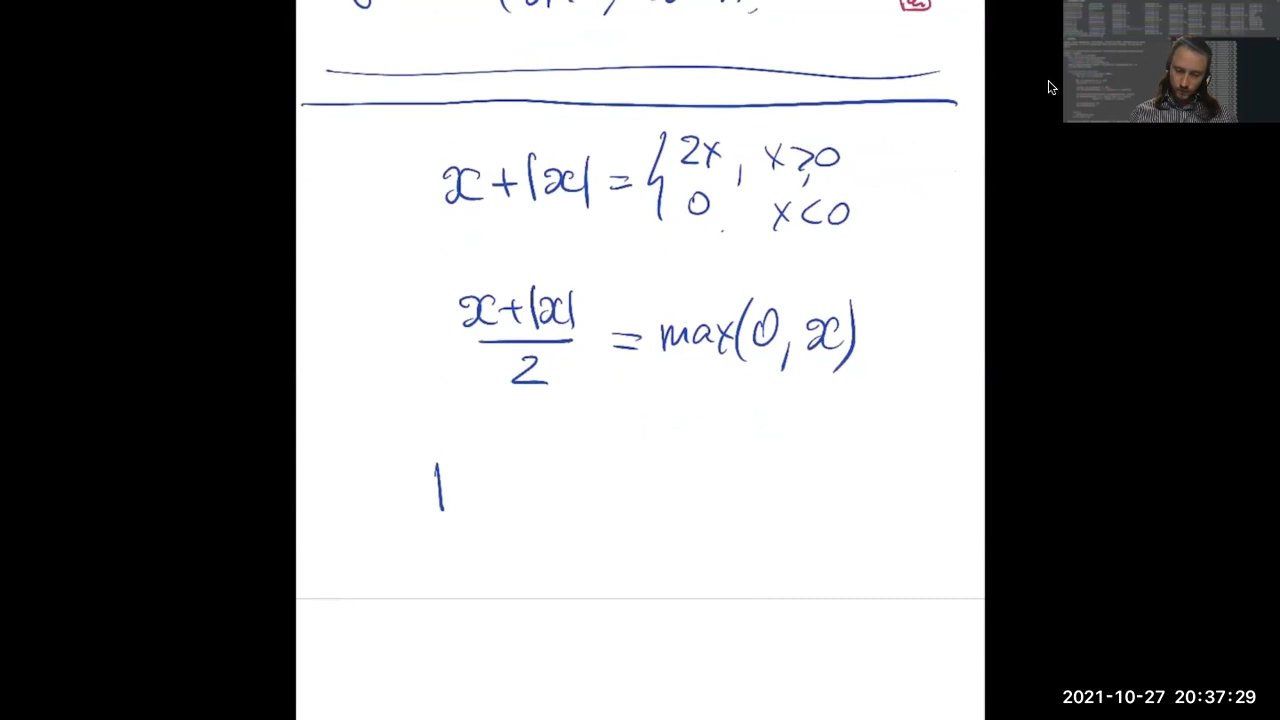 x+|x| = { 2x , x⩾0
0 x<0
x+|x| / 2 = max(0, x)
|
2021-10-27 20:37:29